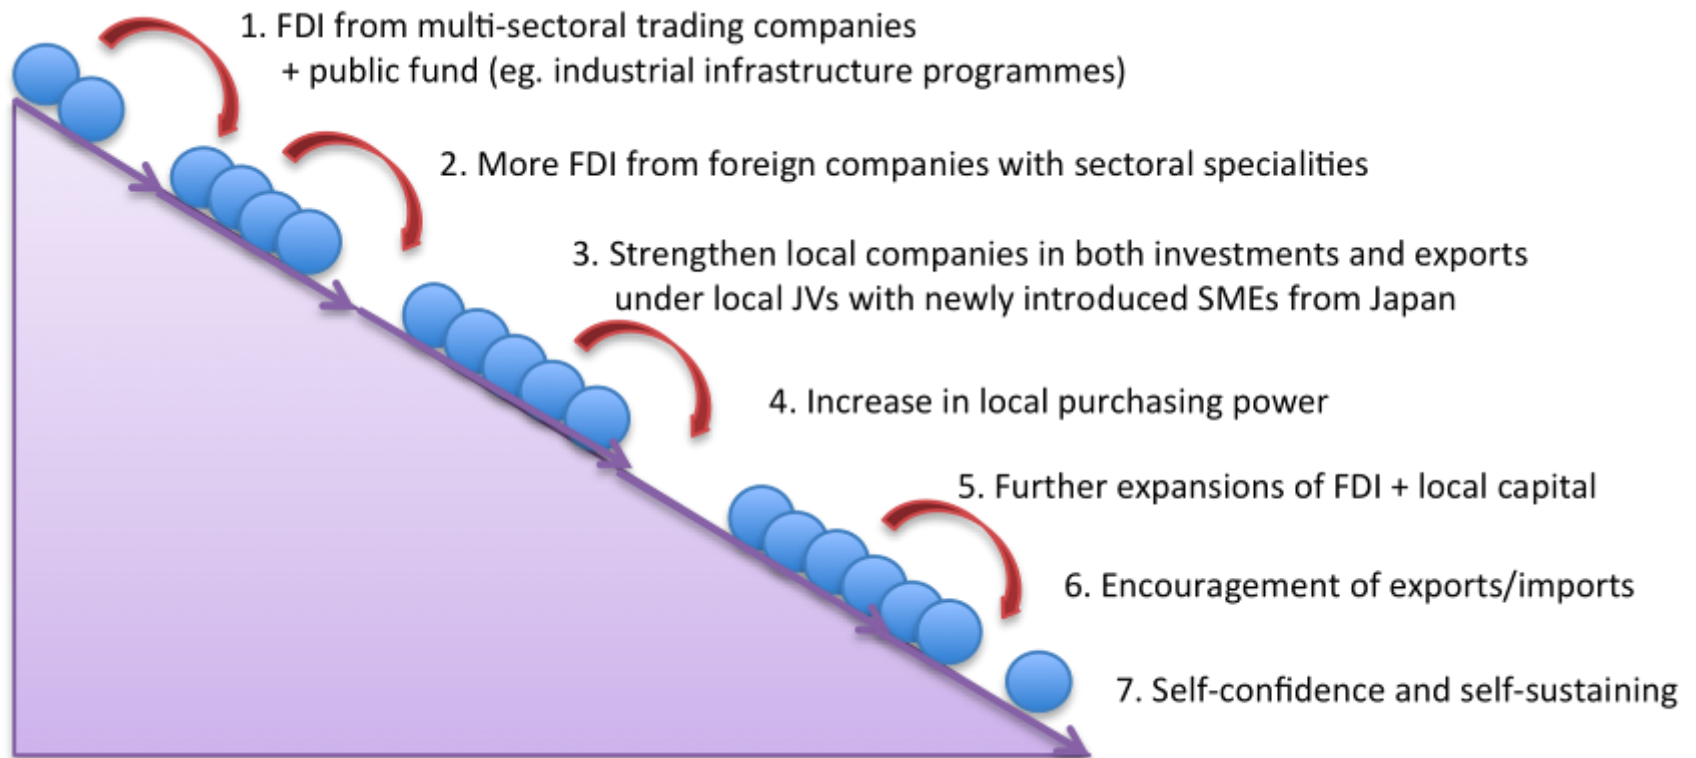 1. FDI from multi-sectoral trading companies
+ public fund (eg. industrial infrastructure programmes)
2. More FDI from foreign companies with sectoral specialities
3. Strengthen local companies in both investments and exports
under local JVs with newly introduced SMEs from Japan
4. Increase in local purchasing power
5. Further expansions of FDI + local capital
6. Encouragement of exports/imports
7. Self-confidence and self-sustaining